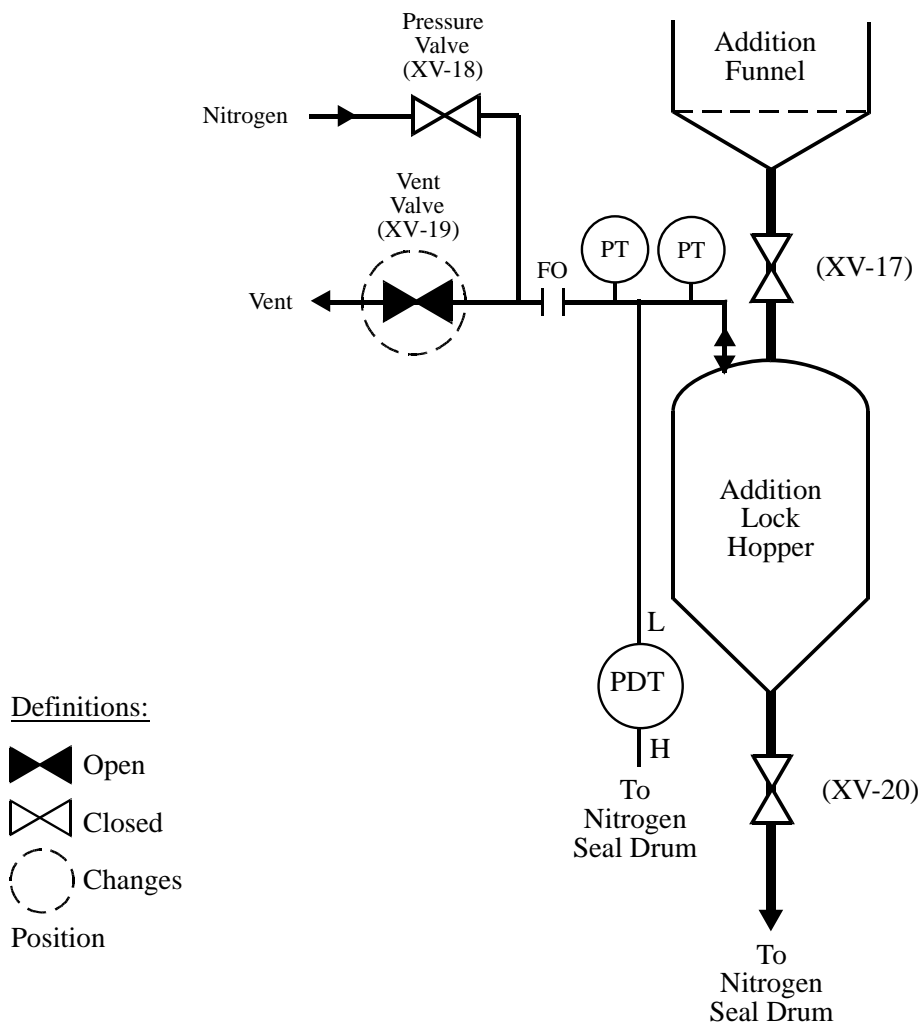 Pressure
Valve
(XV-18)
Addition
Funnel
Nitrogen
Vent
Valve
(XV-19)
PT
PT
(XV-17)
FO
Vent
Addition
Lock
Hopper
L
PDT
H
To
Nitrogen
Seal Drum
(XV-20)
To
Nitrogen
Seal Drum
Definitions:
Open
Closed
Changes
Position